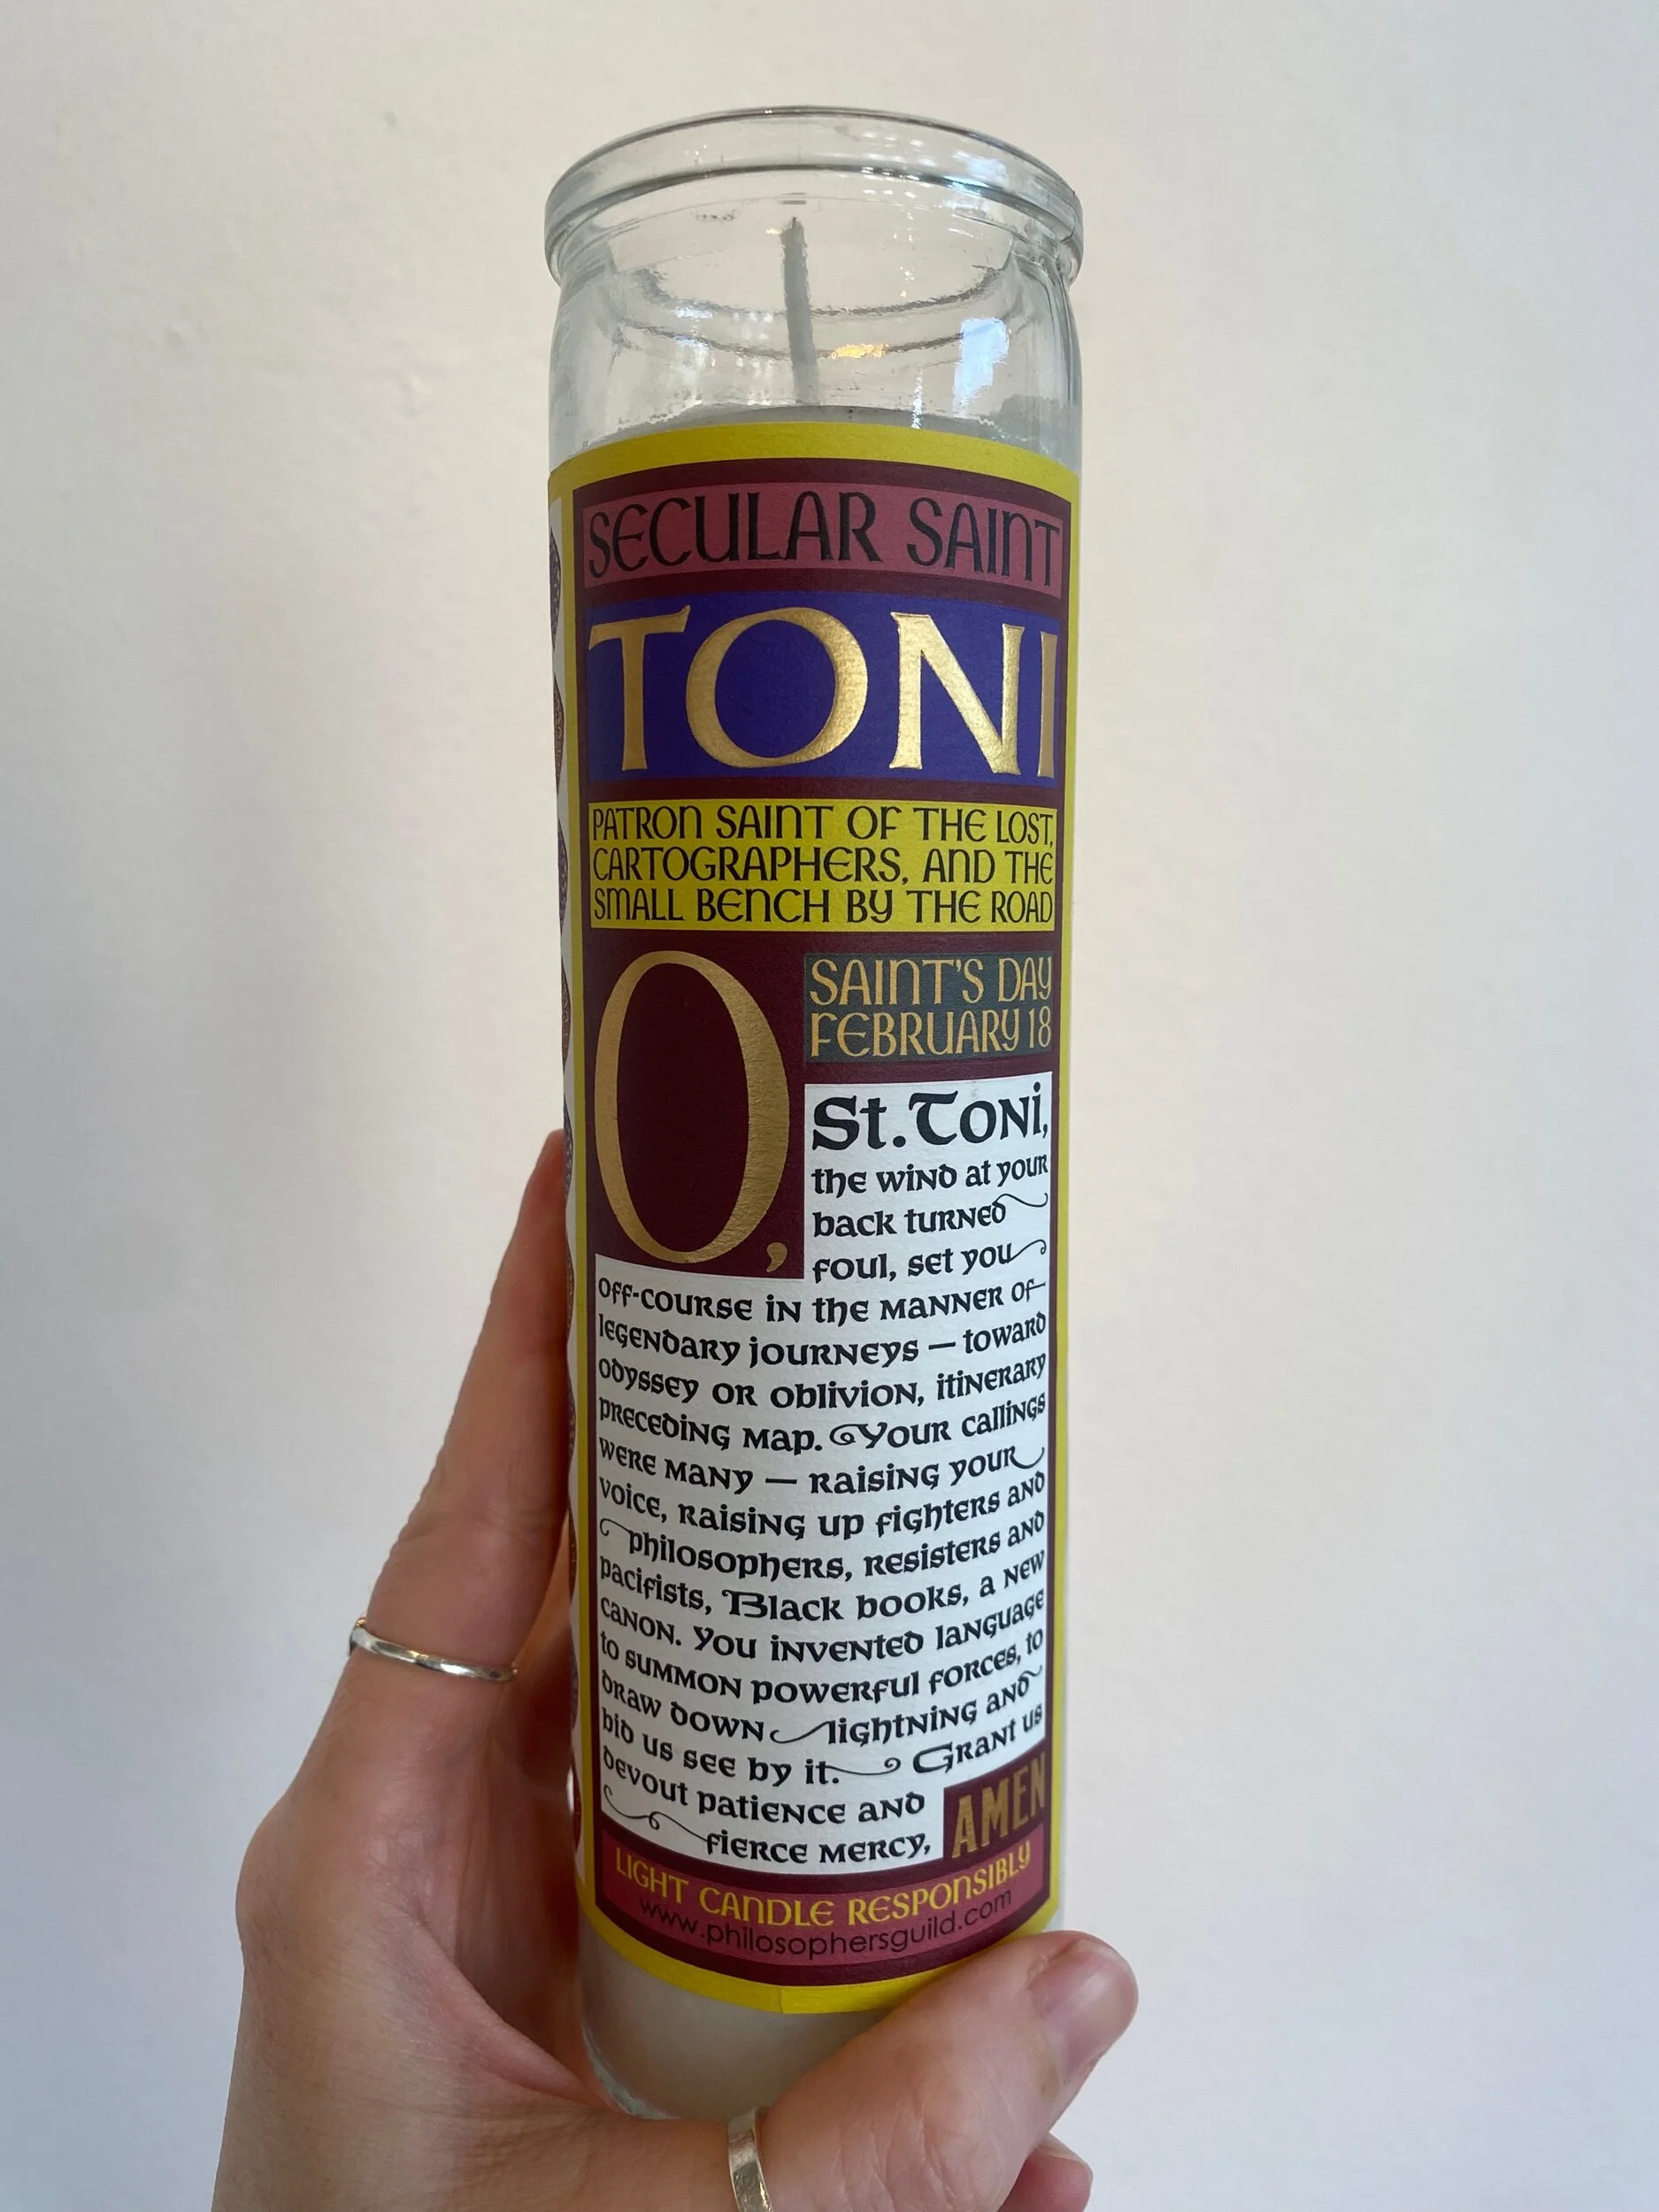 SECULAR SAINT
TONI
PATRON SAINT OF THE LOST,
CARTOGRAPHERS, AND THE
SMALL BENCH BY THE ROAD
O,
SAINT'S DAY
FEBRUARY 18
St. Toni,
the wind at your
back turned
foul, set you
off-course in the manner of
legendary journeys — toward
odyssey or oblivion, itinerary
preceding map. Your callings
were many — raising your
voice, raising up fighters and
philosophers, resisters and
pacifists, Black books, a new
canon. You invented language
to summon powerful forces, to
draw down lightning and
bid us see by it. Grant us
devout patience and
fierce mercy,
AMEN
LIGHT CANDLE RESPONSIBLY
www.philosophersguild.com